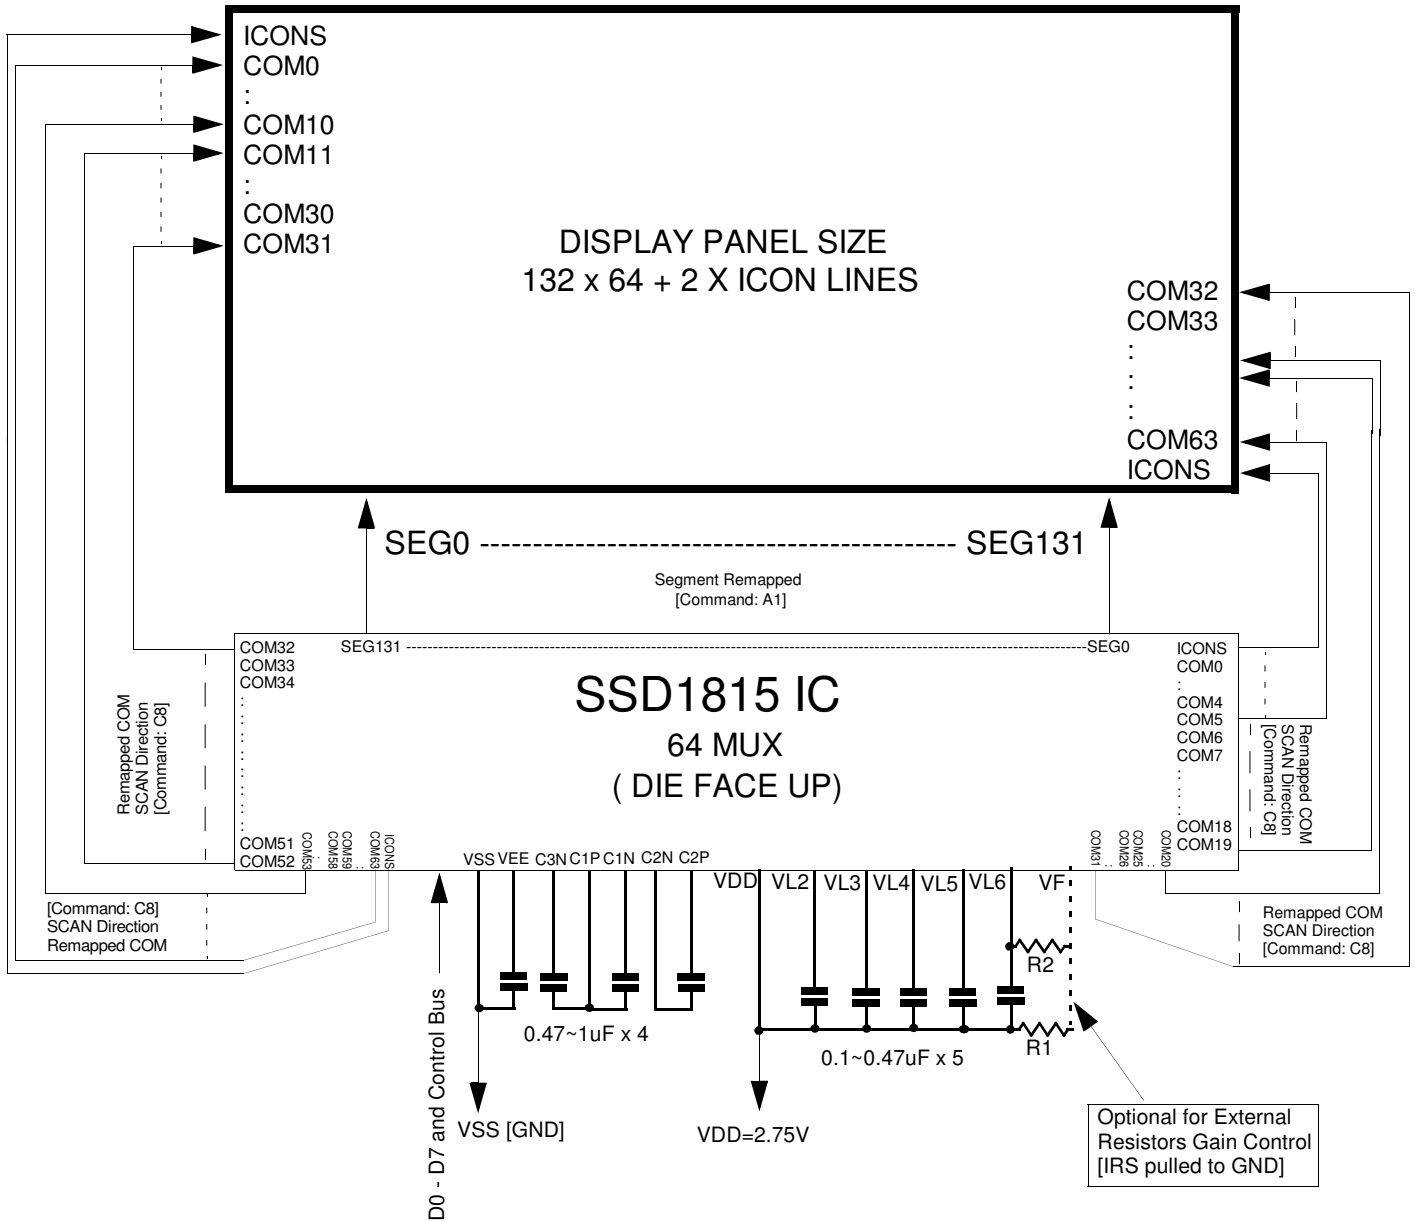 ICONS
COM0
:
COM10
COM11
:
COM30
COM31
DISPLAY PANEL SIZE
132 x 64 + 2 X ICON LINES
COM32
COM33
:
:
:
COM63
ICONS
SEG0 ------------------------------------ SEG131
Segment Remapped
[Command: A1]
COM32
COM33
COM34
:
:
:
:
:
:
:
:
COM51
COM52
SEG131 ------------------------------------ SEG0
ICONS
COM0
:
COM4
COM5
COM6
COM7
:
:
:
COM18
COM19
SSD1815 IC
64 MUX
( DIE FACE UP)
Remapped COM
SCAN Direction
[Command: C8]
Remapped COM
SCAN Direction
[Command: C8]
COM53
:
COM58
COM59
:
COM63
ICONS
VSS VEE C3N C1P C1N C2N C2P
VDD VL2 VL3 VL4 VL5 VL6 VF
COM31
:
COM26
COM25
:
COM20
[Command: C8]
SCAN Direction
Remapped COM
Remapped COM
SCAN Direction
[Command: C8]
R2
R1
0.47~1uF x 4
0.1~0.47uF x 5
D0 - D7 and Control Bus
VSS [GND]
VDD=2.75V
Optional for External
Resistors Gain Control
[IRS pulled to GND]